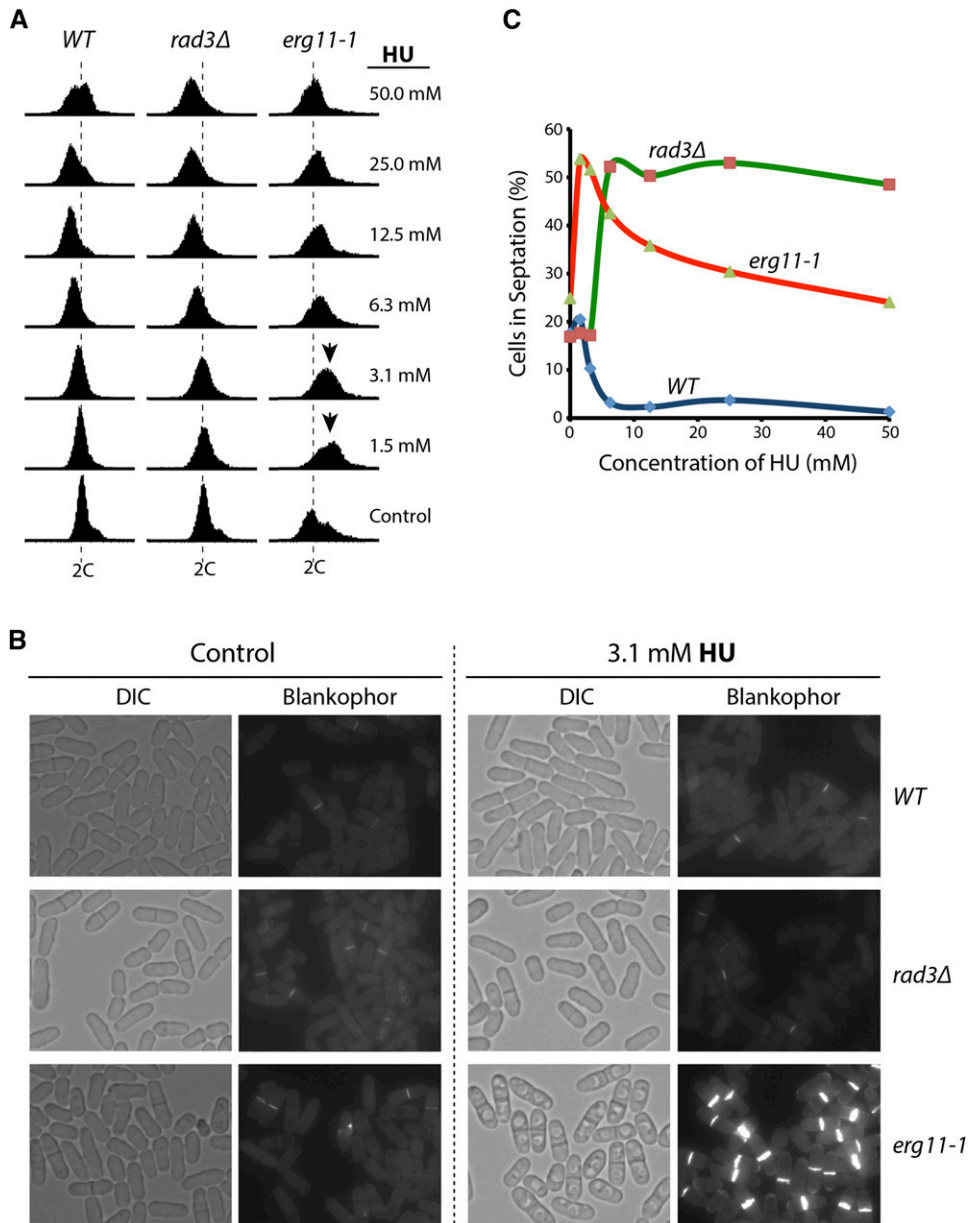 A
WT rad3Δ erg11-1 HU
50.0 mM
25.0 mM
12.5 mM
6.3 mM
3.1 mM
1.5 mM
Control
2C 2C 2C
C
60
50
40
30
20
10
0
Cells in Septation (%)
rad3Δ
erg11-1
WT
0 10 20 30 40 50
Concentration of HU (mM)
B
Control 3.1 mM HU
DIC Blankophor DIC Blankophor
WT
rad3Δ
erg11-1